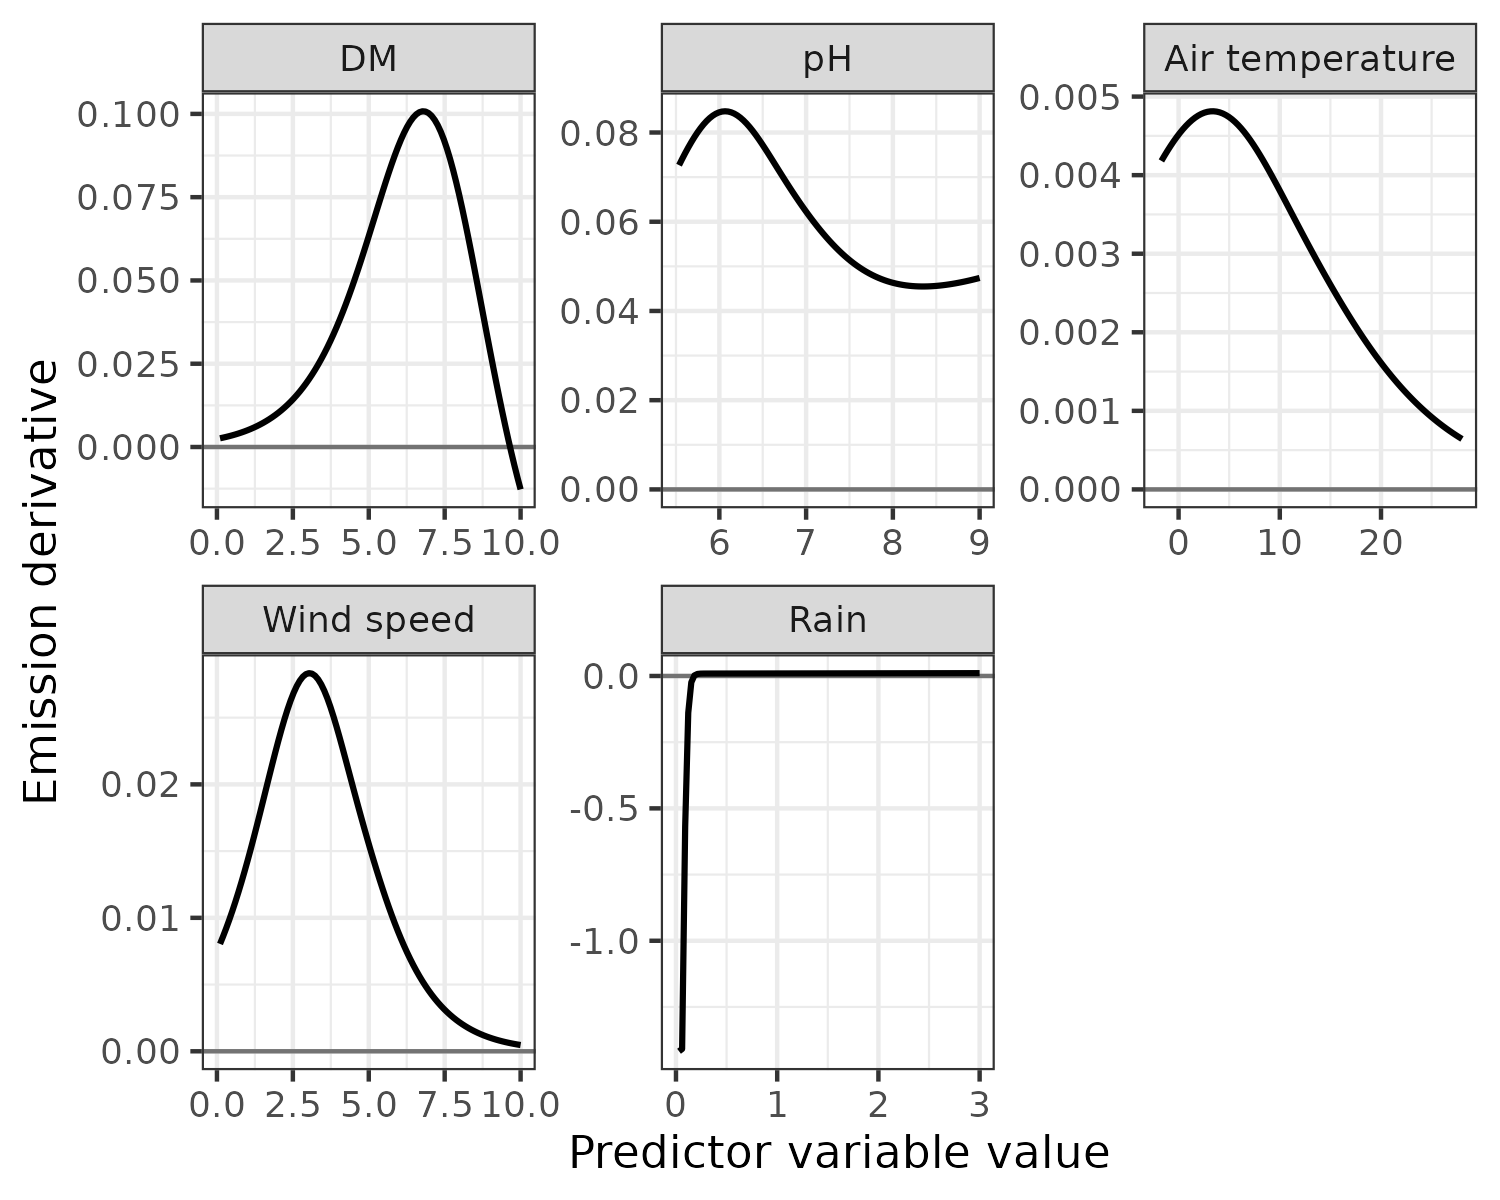 DM
pH
Air temperature
0.100
0.075
0.050
0.025
0.000
0.08
0.06
0.04
0.02
0.00
0.005
0.004
0.003
0.002
0.001
0.000
0.0 2.5 5.0 7.5 10.0
6 7 8 9
0 10 20
Wind speed
Rain
0.02
0.01
0.00
0.0
-0.5
-1.0
0.0 2.5 5.0 7.5 10.0
0 1 2 3
Emission derivative
Predictor variable value